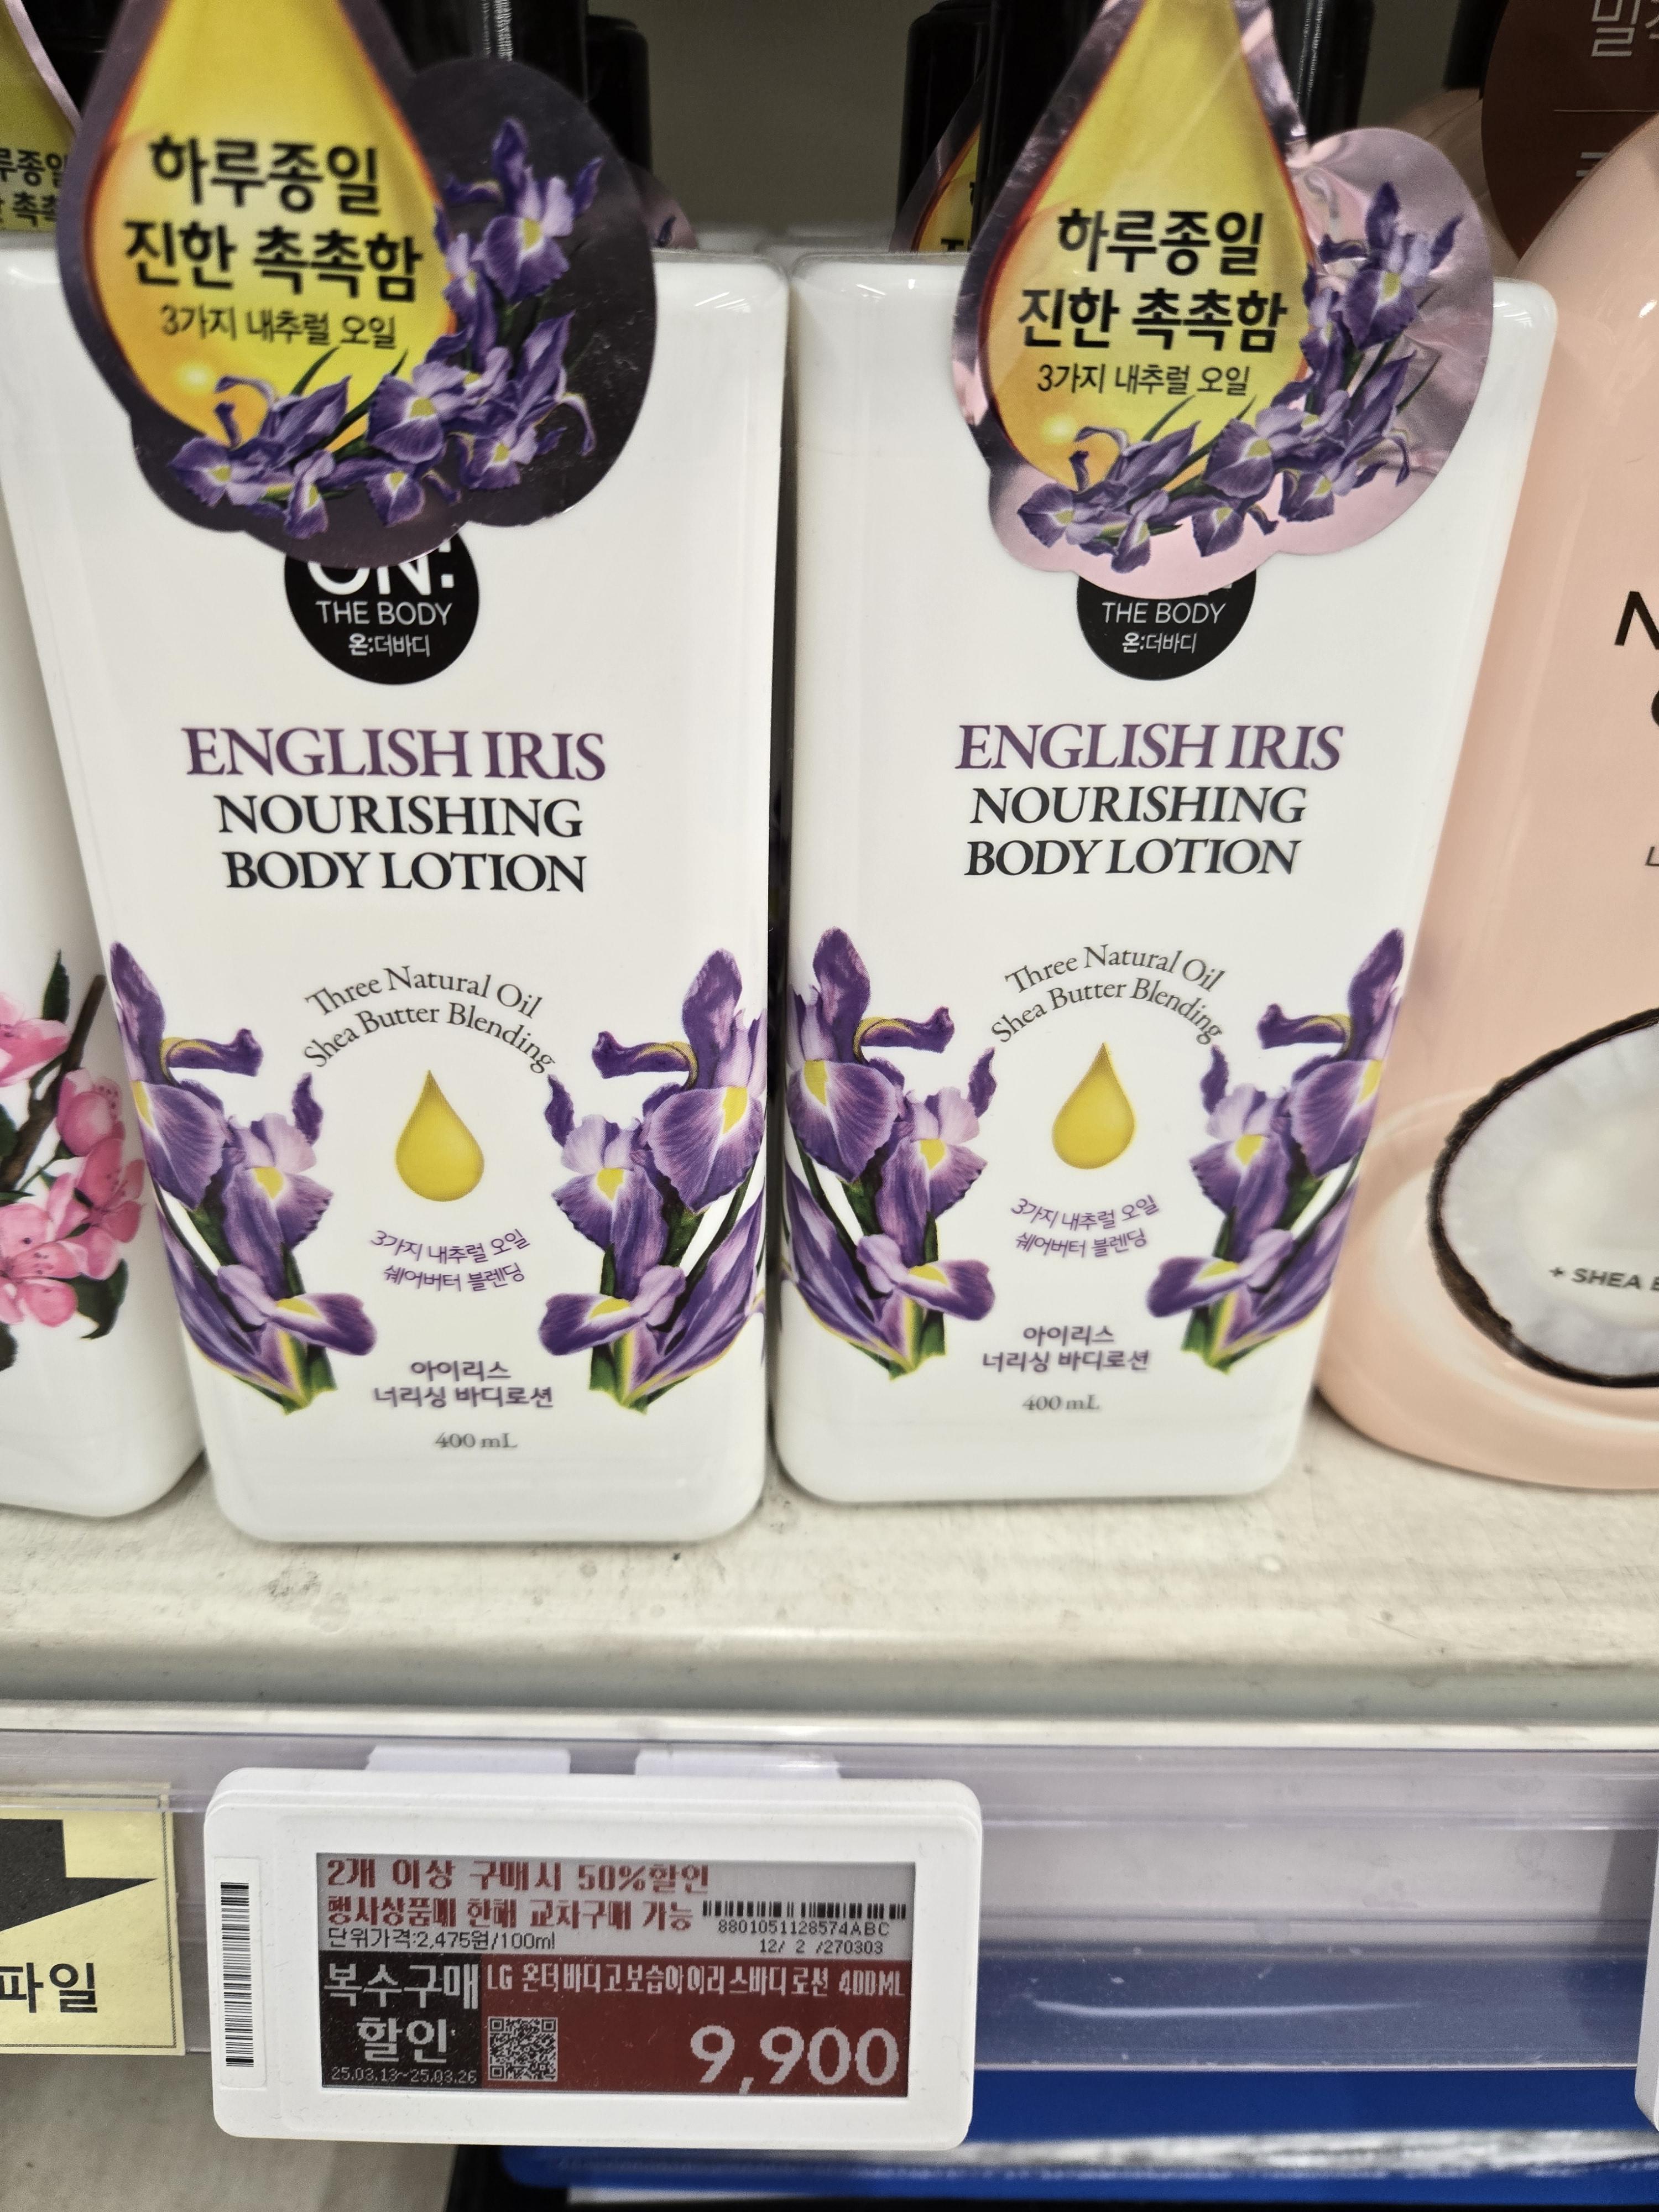 하루종일
진한 촉촉함
3가지 내추럴 오일
ON:
THE BODY
온:더바디
ENGLISH IRIS
NOURISHING
BODY LOTION
Three Natural Oil
Shea Butter Blending
3가지 내추럴 오일
쉐어버터 블렌딩
아이리스
너리싱 바디로션
400 mL
하루종일
진한 촉촉함
3가지 내추럴 오일
THE BODY
온:더바디
ENGLISH IRIS
NOURISHING
BODY LOTION
Three Natural Oil
Shea Butter Blending
3가지 내추럴 오일
쉐어버터 블렌딩
아이리스
너리싱 바디로션
400 mL
+ SHEA
파일
2개 이상 구매시 50%할인
행사상품에 한해 교차구매 가능
8801051128574ABC
단위가격:2,475원/100ml
12/ 2 /270303
복수구매
할인
25.03.13~25.03.26
LG 온더바디고보습아이리스바디로션 400ML
9,900